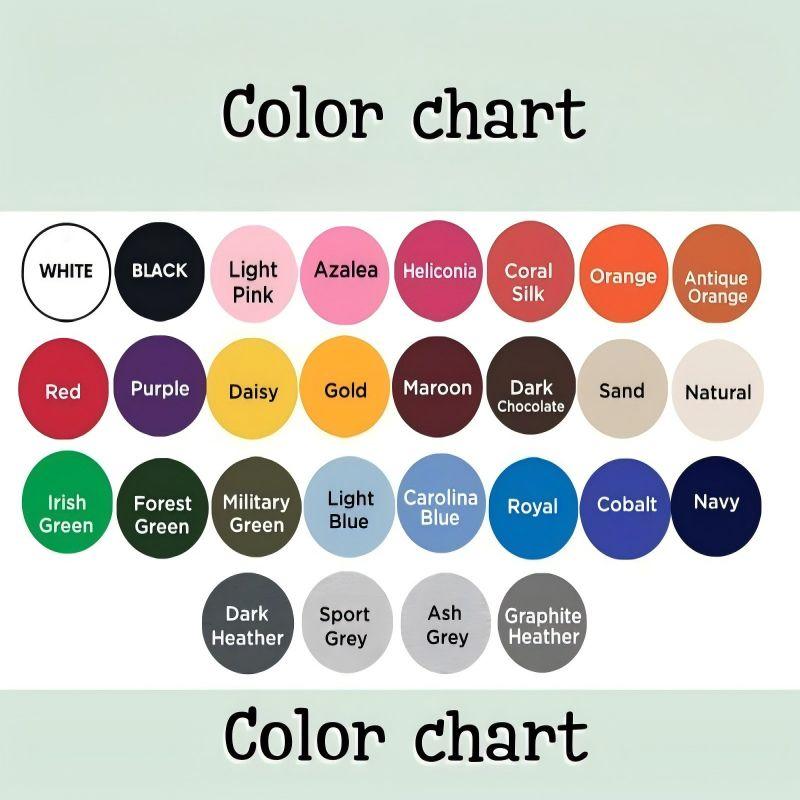 Color chart
WHITE
BLACK
Light
Pink
Azalea
Heliconia
Coral
Silk
Orange
Antique
Orange
Red
Purple
Daisy
Gold
Maroon
Dark
Chocolate
Sand
Natural
Irish
Green
Forest
Green
Military
Green
Light
Blue
Carolina
Blue
Royal
Cobalt
Navy
Dark
Heather
Sport
Grey
Ash
Grey
Graphite
Heather
Color chart